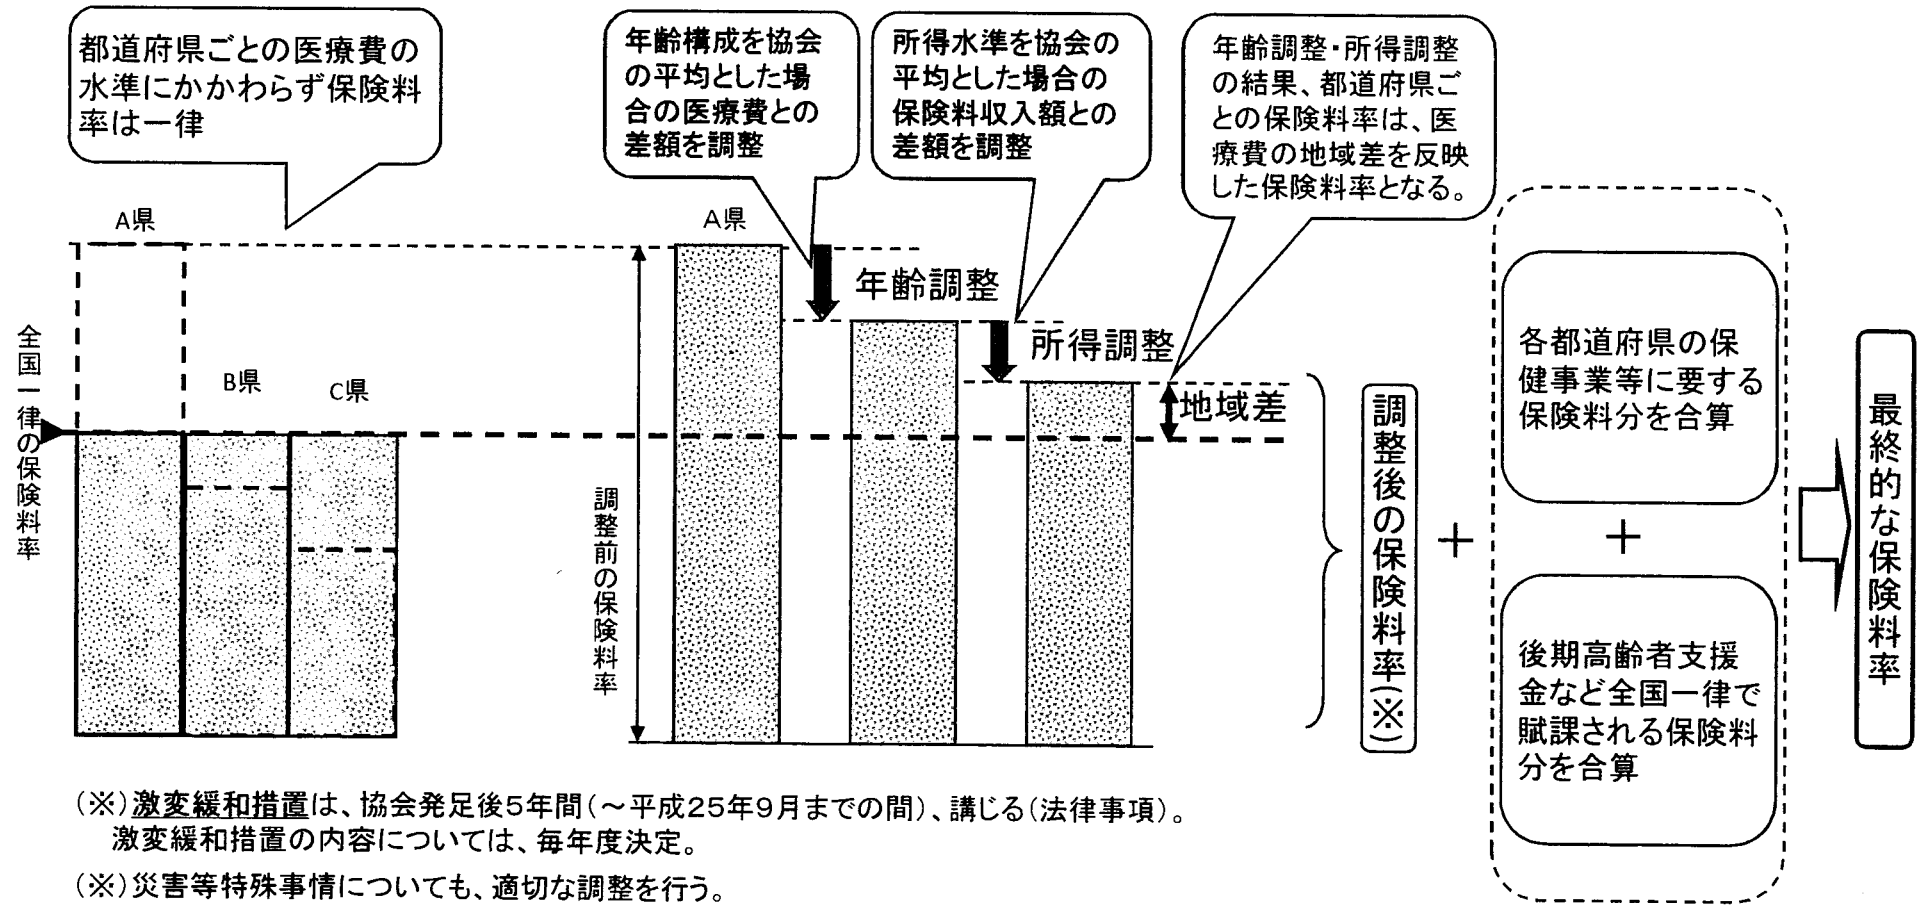 都道府県ごとの医療費の
水準にかかわらず保険料
率は一律
年齢構成を協会
の平均とした場
合の医療費との
差額を調整
所得水準を協会の
平均とした場合の
保険料収入額との
差額を調整
年齢調整・所得調整
の結果、都道府県ご
との保険料率は、医
療費の地域差を反映
した保険料率となる。
A県
B県
C県
全国一律の保険料率
A県
年齢調整
所得調整
地域差
調整前の保険料率
調整後の保険料率(※)
+
各都道府県の保
健事業等に要する
保険料分を合算
+
後期高齢者支援
金など全国一律で
賦課される保険料
分を合算
最終的な保険料率
(※)激変緩和措置は、協会発足後5年間(～平成25年9月までの間)、講じる(法律事項)。
激変緩和措置の内容については、毎年度決定。
(※)災害等特殊事情についても、適切な調整を行う。